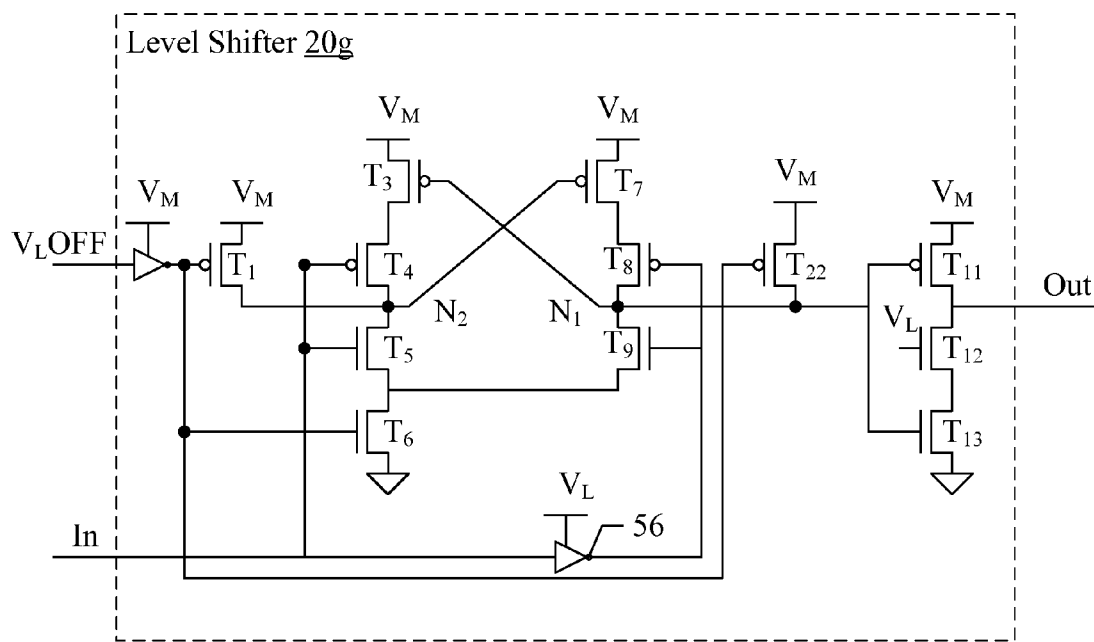 Level Shifter 20g
V_M
V_M
T_3
T_7
V_M
V_M
V_M
V_M
V_LOFF
T_1
T_4
T_8
T_22
T_11
Out
N_2
N_1
V_L
T_5
T_9
T_12
T_6
T_13
V_L
56
In